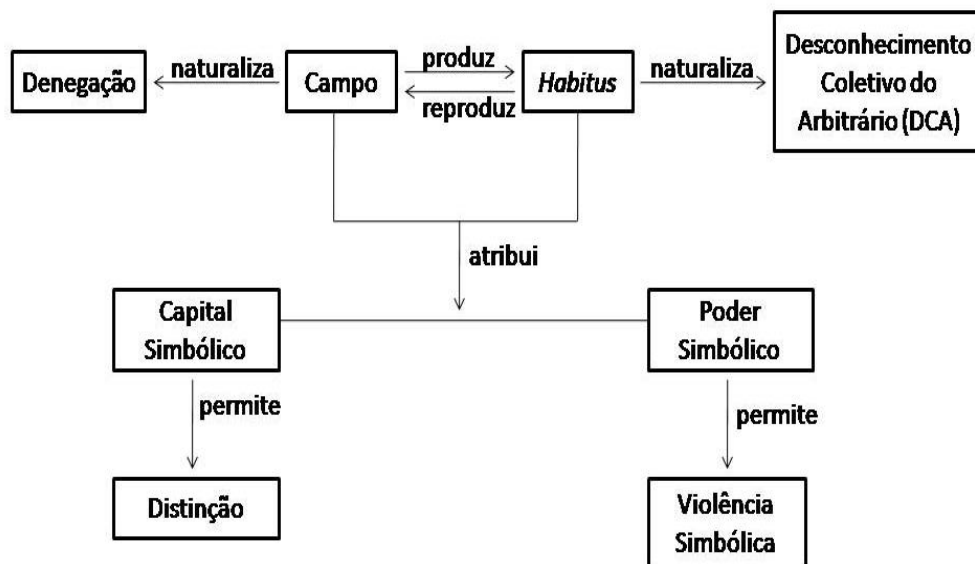 Denegação
naturaliza
Campo
produz
reproduz
Habitus
naturaliza
Desconhecimento
Coletivo do
Arbitrário (DCA)
atribui
Capital
Simbólico
Poder
Simbólico
permite
permite
Distinção
Violência
Simbólica